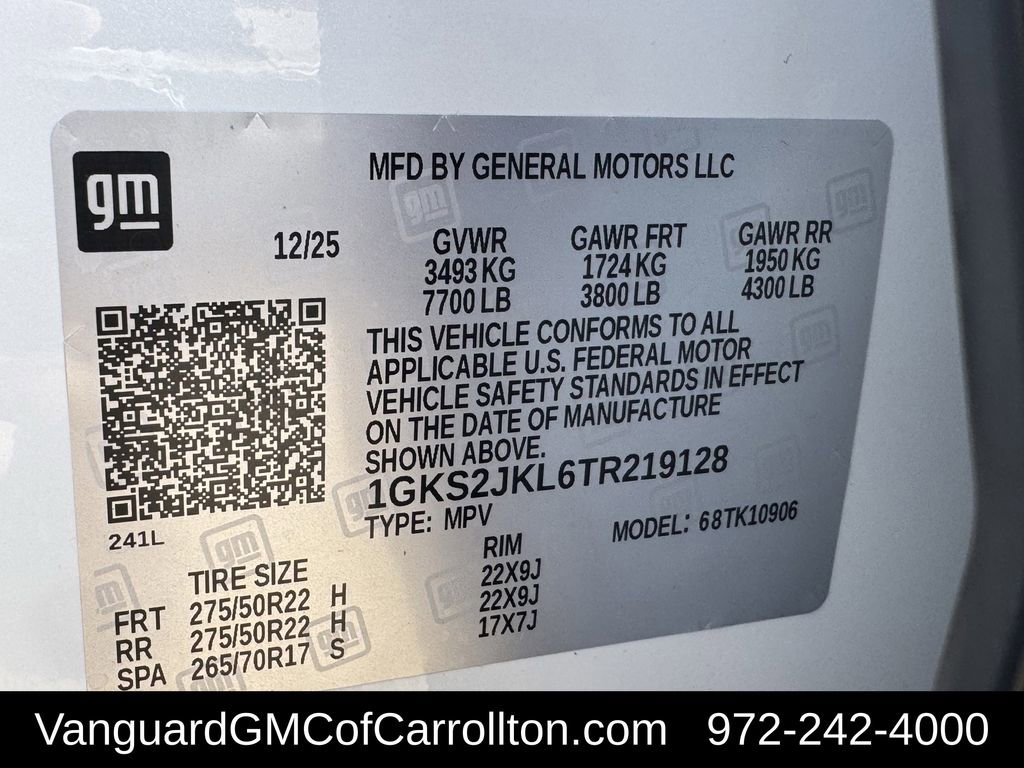 gm
MFD BY GENERAL MOTORS LLC
12/25
GVWR GAWR FRT GAWR RR
3493 KG 1724 KG 1950 KG
7700 LB 3800 LB 4300 LB
THIS VEHICLE CONFORMS TO ALL
APPLICABLE U.S. FEDERAL MOTOR
VEHICLE SAFETY STANDARDS IN EFFECT
ON THE DATE OF MANUFACTURE
SHOWN ABOVE.
1GKS2JKL6TR219128
TYPE: MPV MODEL: 68TK10906
241L
TIRE SIZE RIM
FRT 275/50R22 H 22X9J
RR 275/50R22 H 22X9J
SPA 265/70R17 S 17X7J
VanguardGMCofCarrollton.com 972-242-4000